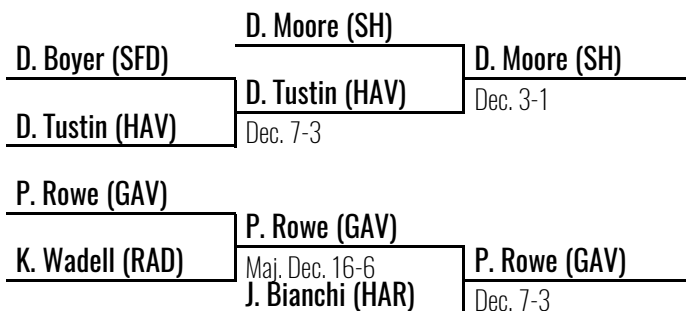 D. Moore (SH)
D. Boyer (SFD)
D. Moore (SH)
D. Tustin (HAV)
Dec. 3-1
D. Tustin (HAV)
Dec. 7-3
P. Rowe (GAV)
P. Rowe (GAV)
K. Wadell (RAD)
Maj. Dec. 16-6
P. Rowe (GAV)
J. Bianchi (HAR)
Dec. 7-3